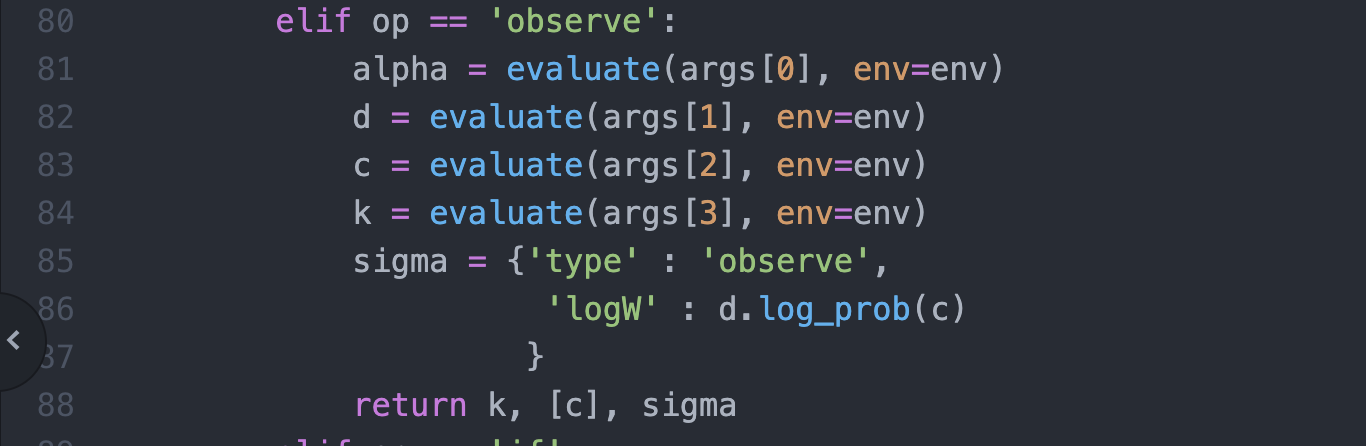 80 elif op == 'observe':
81 alpha = evaluate(args[0], env=env)
82 d = evaluate(args[1], env=env)
83 c = evaluate(args[2], env=env)
84 k = evaluate(args[3], env=env)
85 sigma = {'type' : 'observe',
86 'logW' : d.log_prob(c)
87 }
88 return k, [c], sigma